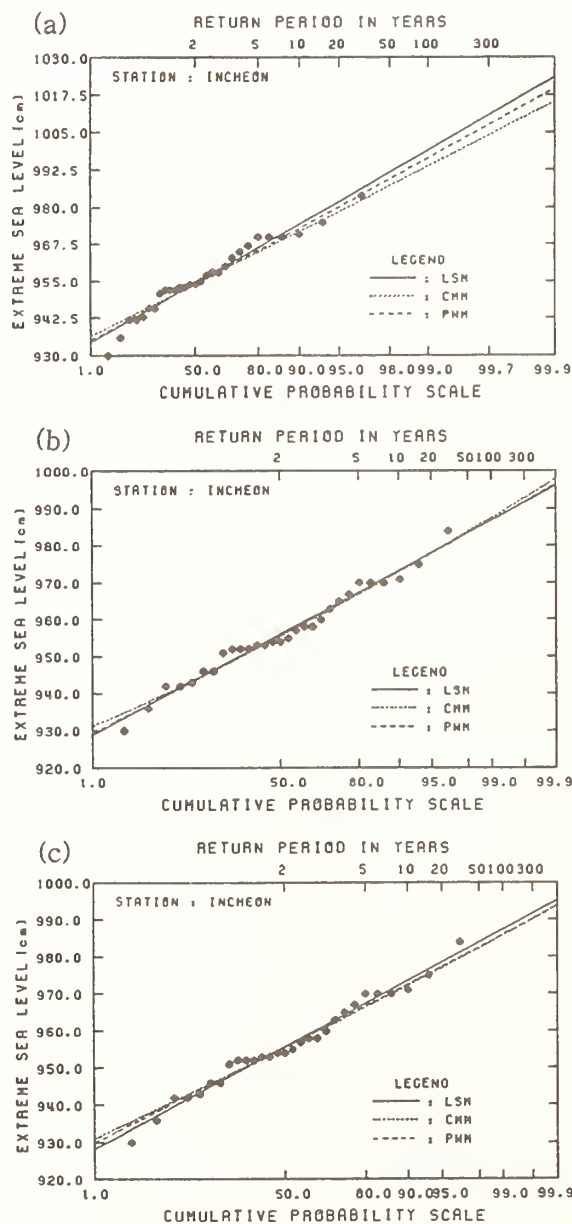 (a)
RETURN PERIOD IN YEARS
2 5 10 20 30 50 100 300
1030.0
1017.5
1005.0
992.5
980.0
967.5
955.0
942.5
930.0
EXTREME SEA LEVEL (cm)
STATION : INCHEON
LEGEND
: LSM
: CMM
: PWM
1.0 50.0 80.0 90.0 95.0 98.0 99.0 99.7 99.9
CUMULATIVE PROBABILITY SCALE
(b)
RETURN PERIOD IN YEARS
2 5 10 20 30 50 100 300
1000.0
990.0
980.0
970.0
960.0
950.0
940.0
930.0
920.0
EXTREME SEA LEVEL (cm)
STATION : INCHEON
LEGEND
: LSM
: CMM
: PWM
1.0 50.0 80.0 95.0 99.0 99.9
CUMULATIVE PROBABILITY SCALE
(c)
RETURN PERIOD IN YEARS
2 5 10 20 30 50 100 300
1000.0
990.0
980.0
970.0
960.0
950.0
940.0
930.0
920.0
EXTREME SEA LEVEL (cm)
STATION : INCHEON
LEGEND
: LSM
: CMM
: PWM
1.0 50.0 80.0 90.0 95.0 99.0 99.9
CUMULATIVE PROBABILITY SCALE